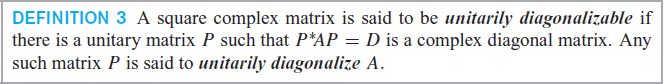 DEFINITION 3 A square complex matrix is said to be unitarily diagonalizable if
there is a unitary matrix P such that P*AP = D is a complex diagonal matrix. Any
such matrix P is said to unitarily diagonalize A.